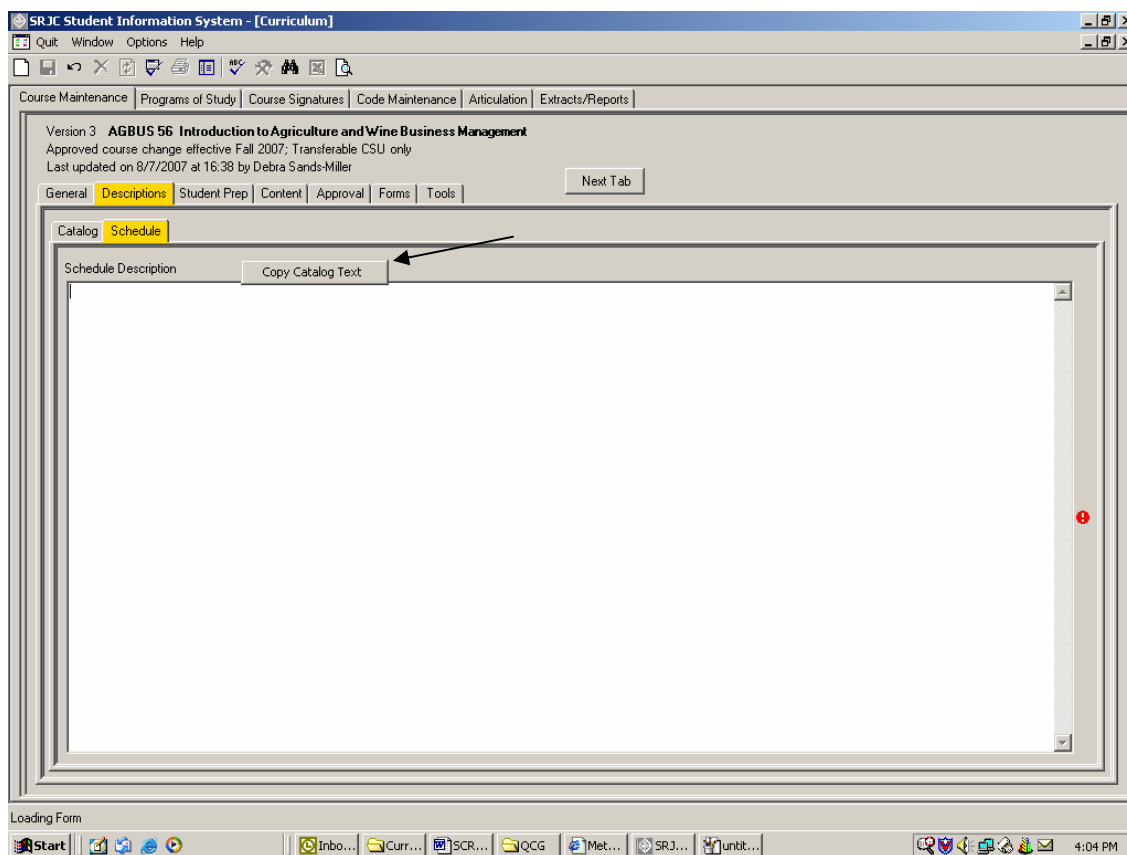 SRJC Student Information System - [Curriculum]
Quit Window Options Help
ABC
Course Maintenance Programs of Study Course Signatures Code Maintenance Articulation Extracts/Reports
Version 3 AGBUS 56 Introduction to Agriculture and Wine Business Management
Approved course change effective Fall 2007; Transferable CSU only
Last updated on 8/7/2007 at 16:38 by Debra Sands-Miller
Next Tab
General Descriptions Student Prep Content Approval Forms Tools
Catalog Schedule
Schedule Description Copy Catalog Text
Loading Form
Start Inbo... Curr... SCR... QCG Met... SRJ... untit... 4:04 PM